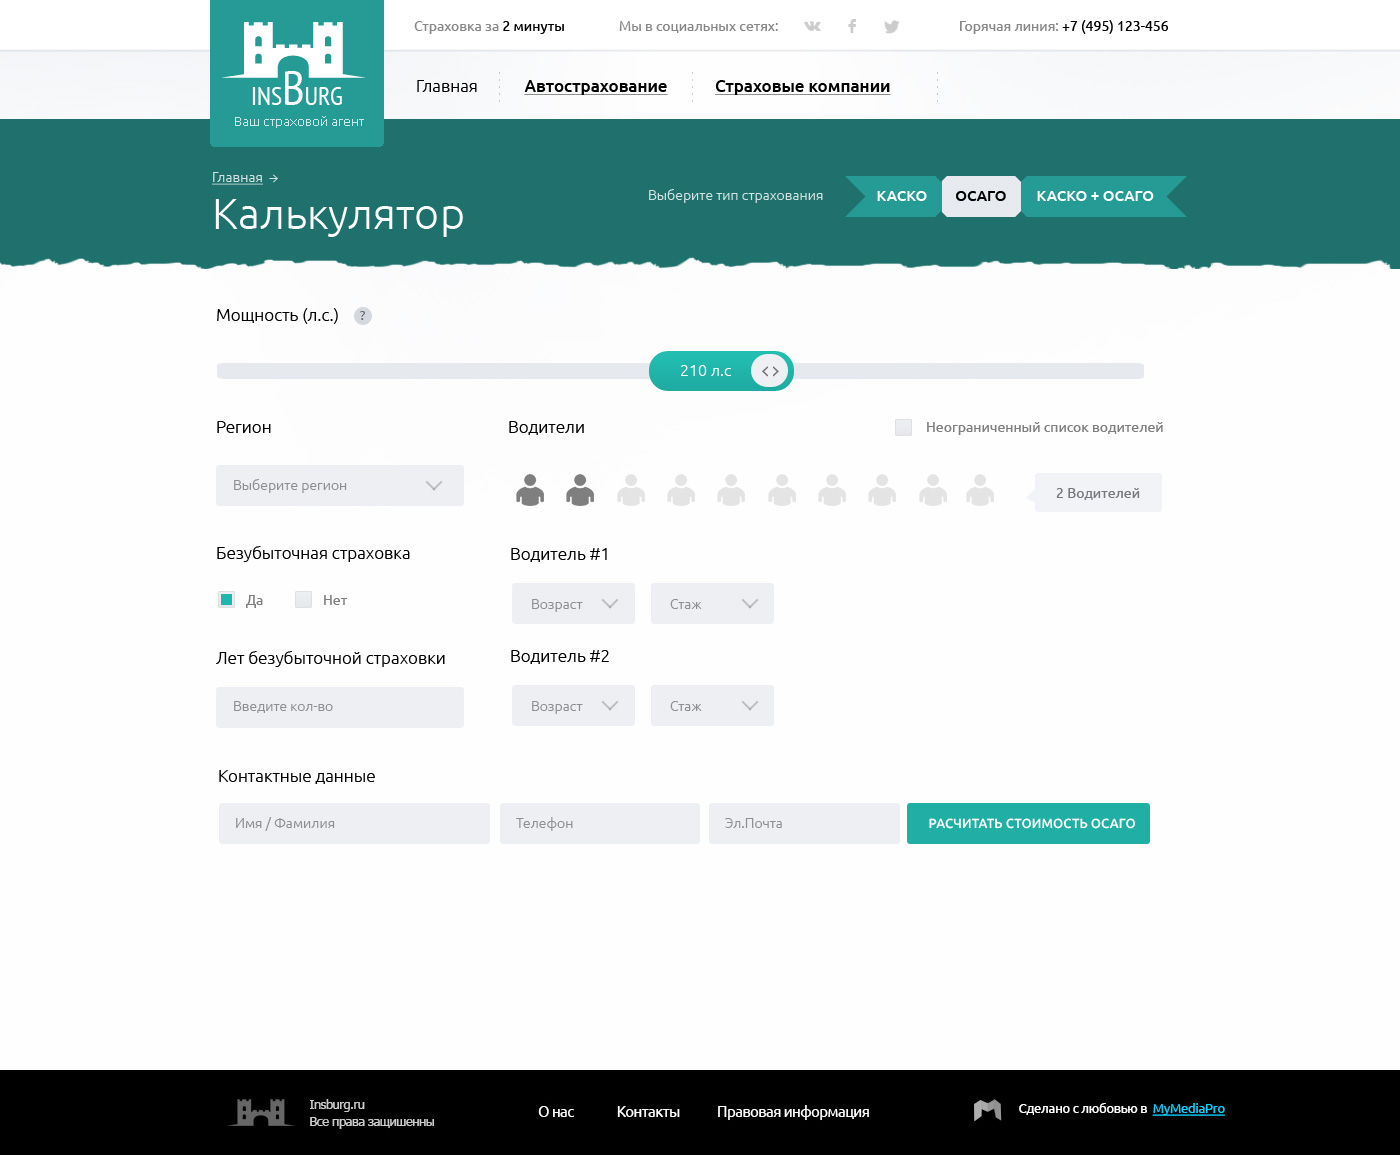 Страховка за 2 минуты
Мы в социальных сетях:
Горячая линия: +7 (495) 123-456
INSBURG
Ваш страховой агент
Главная
Автострахование
Страховые компании
Главная →
Калькулятор
Выберите тип страхования
КАСКО
ОСАГО
КАСКО + ОСАГО
Мощность (л.с.) ?
210 л.с
Регион
Водители
Неограниченный список водителей
Выберите регион
2 Водителей
Безубыточная страховка
Водитель #1
Да
Нет
Возраст
Стаж
Лет безубыточной страховки
Водитель #2
Введите кол-во
Возраст
Стаж
Контактные данные
Имя / Фамилия
Телефон
Эл.Почта
РАСЧИТАТЬ СТОИМОСТЬ ОСАГО
Insburg.ru
Все права защишенны
О нас
Контакты
Правовая информация
Сделано с любовью в MyMediaPro